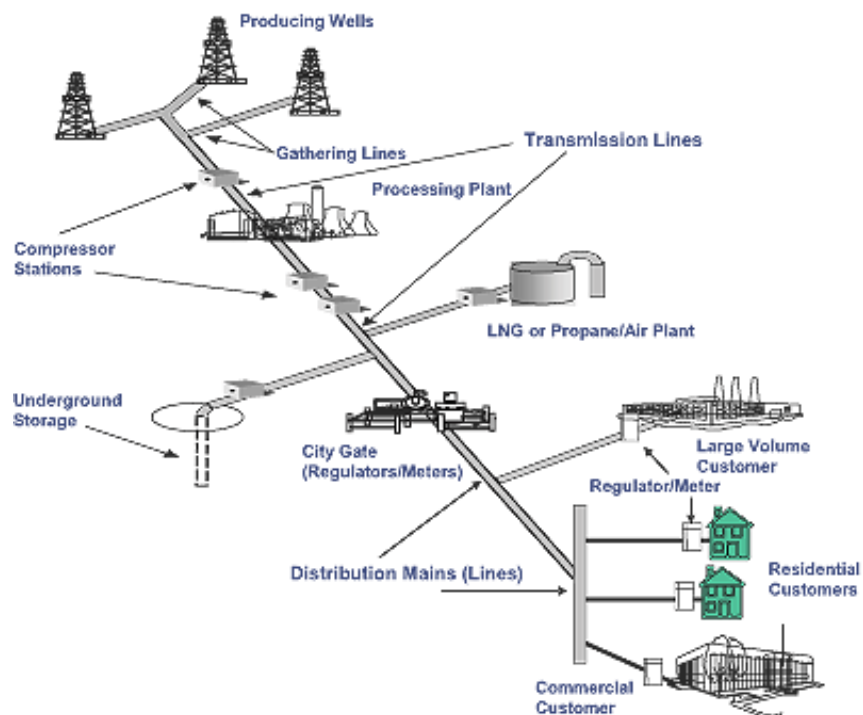 Producing Wells
Gathering Lines
Transmission Lines
Processing Plant
Compressor
Stations
LNG or Propane/Air Plant
Underground
Storage
City Gate
(Regulators/Meters)
Large Volume
Customer
Regulator/Meter
Distribution Mains (Lines)
Residential
Customers
Commercial
Customer